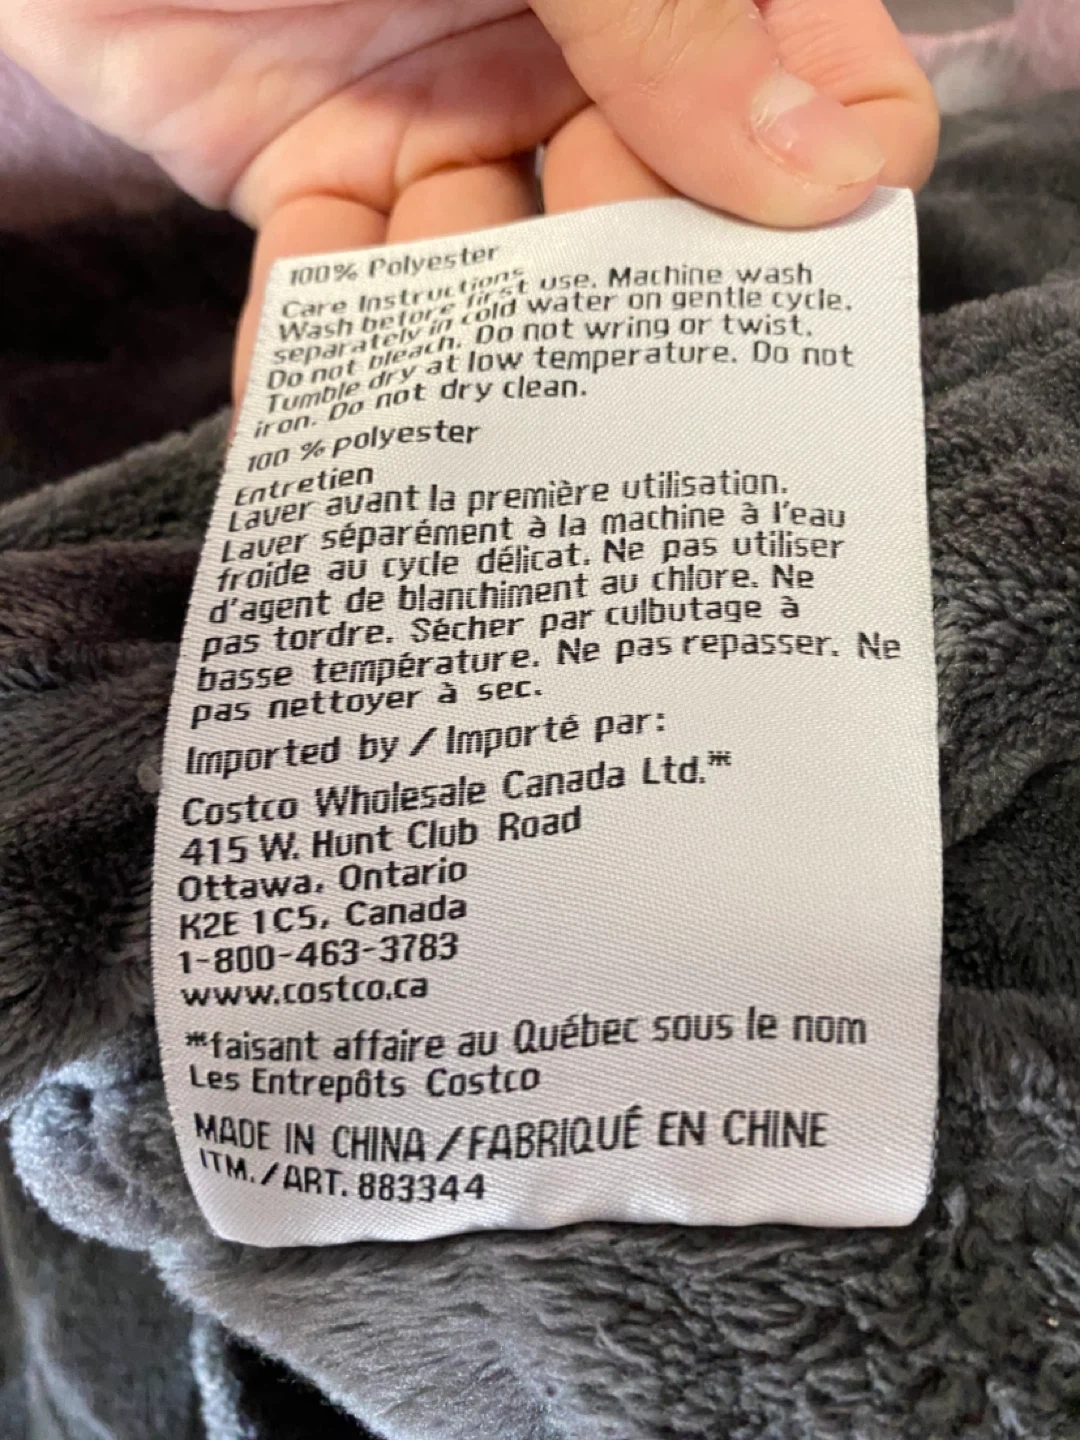 100% Polyester
Care Instructions
Wash before first use. Machine wash
separately in cold water on gentle cycle.
Do not bleach. Do not wring or twist.
Tumble dry at low temperature. Do not
iron. Do not dry clean.
100 % polyester
Entretien
Laver avant la première utilisation.
Laver séparément à la machine à l'eau
froide au cycle délicat. Ne pas utiliser
d'agent de blanchiment au chlore. Ne
pas tordre. Sécher par culbutage à
basse température. Ne pas repasser. Ne
pas nettoyer à sec.
Imported by / Importé par:
Costco Wholesale Canada Ltd.*
415 W. Hunt Club Road
Ottawa, Ontario
K2E 1C5, Canada
1-800-463-3783
www.costco.ca
*faisant affaire au Québec sous le nom
Les Entrepôts Costco
MADE IN CHINA / FABRIQUÉ EN CHINE
ITM. / ART. 883344